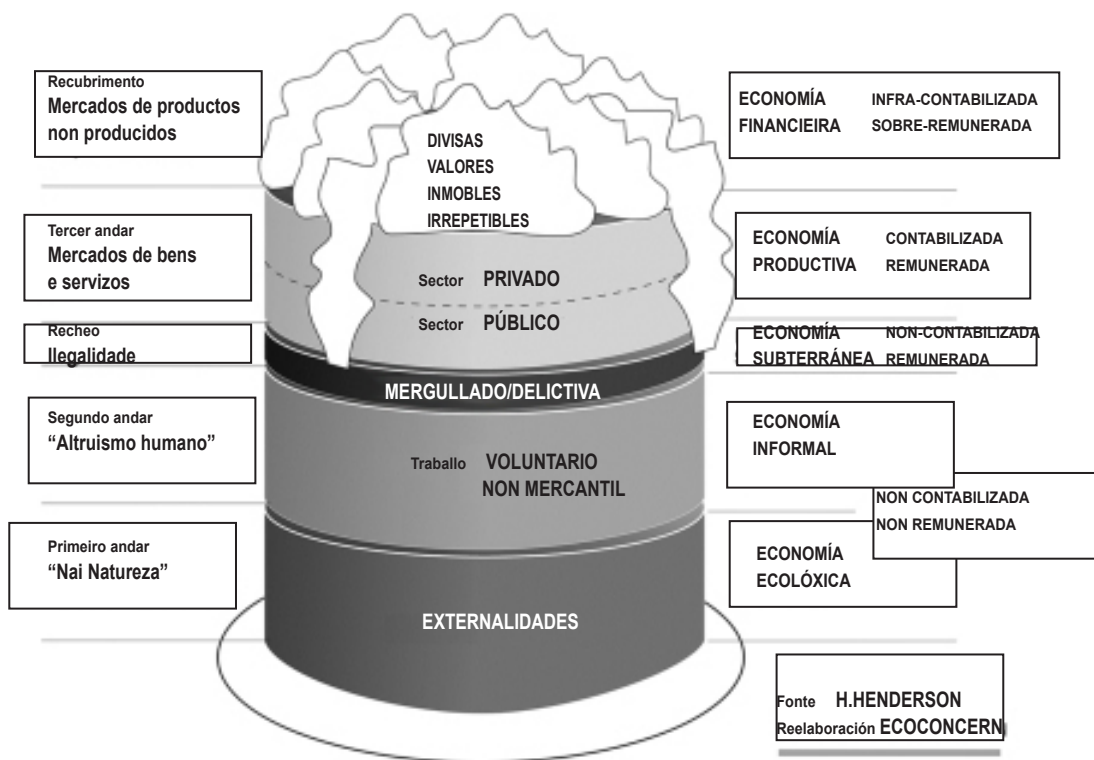 Recubrimento
Mercados de productos
non producidos
DIVISAS
VALORES
INMOBLES
IRREPETIBLES
ECONOMÍA INFRA-CONTABILIZADA
FINANCIEIRA SOBRE-REMUNERADA
Tercer andar
Mercados de bens
e servizos
Sector PRIVADO
Sector PÚBLICO
ECONOMÍA CONTABILIZADA
PRODUCTIVA REMUNERADA
Recheo
Ilegalidade
MERGULLADO/DELICTIVA
ECONOMÍA NON-CONTABILIZADA
SUBTERRÁNEA REMUNERADA
Segundo andar
“Altruismo humano”
Traballo VOLUNTARIO
NON MERCANTIL
ECONOMÍA
INFORMAL
NON CONTABILIZADA
NON REMUNERADA
Primeiro andar
“Nai Natureza”
EXTERNALIDADES
ECONOMÍA
ECOLÓXICA
Fonte H.HENDERSON
Reelaboración ECOCONCERN